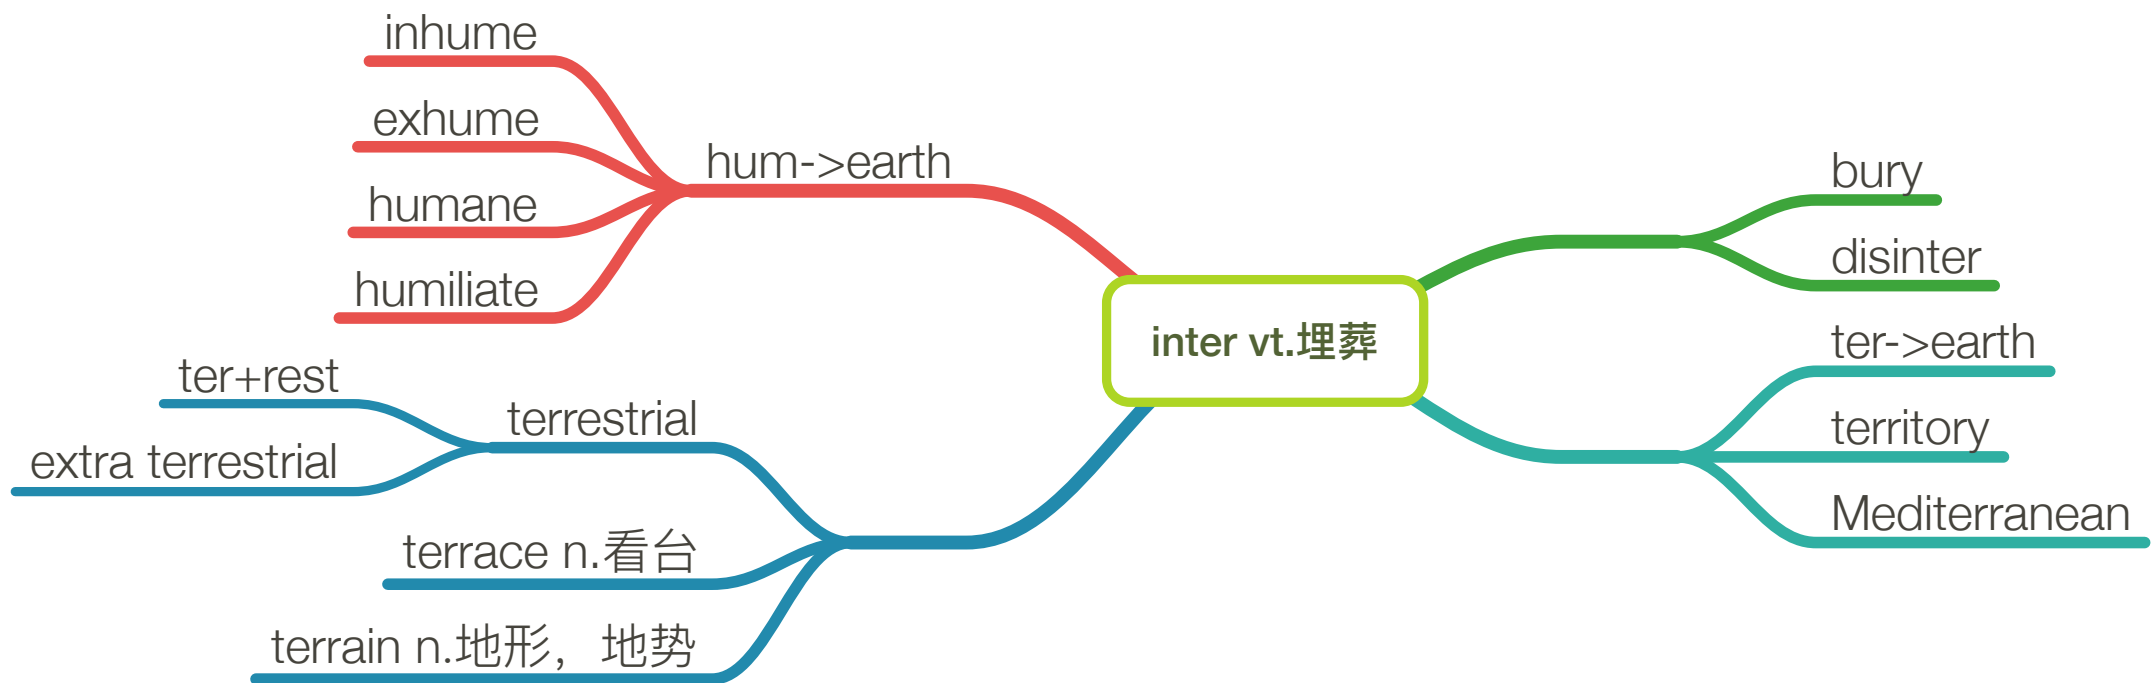 inhume
exhume
humane
humiliate
hum->earth
ter+rest
extra terrestrial
terrestrial
terrace n.看台
terrain n.地形，地势
inter vt.埋葬
bury
disinter
ter->earth
territory
Mediterranean